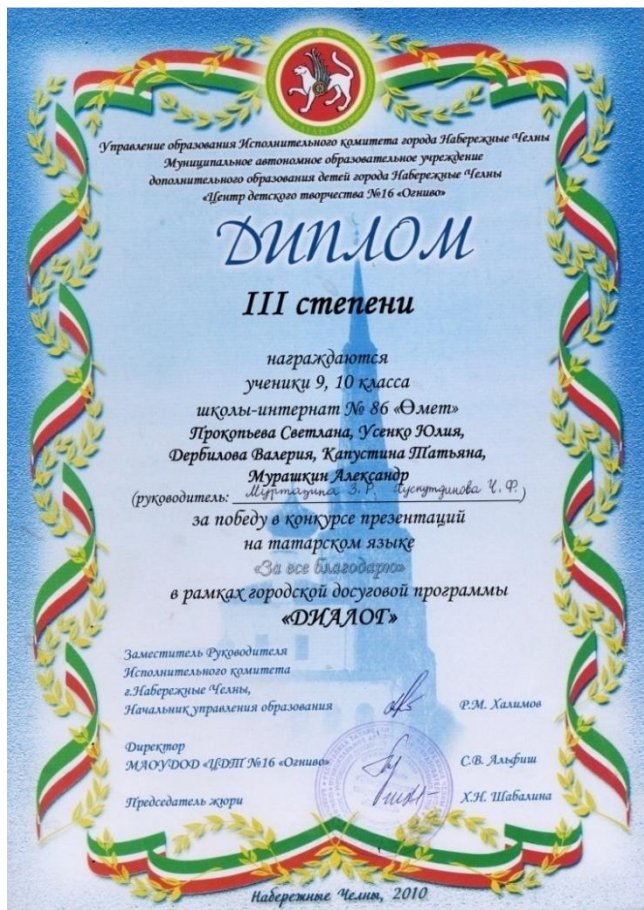 ТАТАРСТАН
Управление образования Исполнительного комитета города Набережные Челны
Муниципальное автономное образовательное учреждение
дополнительного образования детей города Набережные Челны
«Центр детского творчества №16 «Огниво»
ДИПЛОМ
III степени
награждаются
ученики 9, 10 класса
школы-интернат № 86 «Өмет»
Прокопьева Светлана, Усенко Юлия,
Дербилова Валерия, Капустина Татьяна,
Мурашкин Александр
(руководитель: Муртазина З.Р. Хуснутдинова Ч.Ф.)
за победу в конкурсе презентаций
на татарском языке
«За все благодарю»
в рамках городской досуговой программы
«ДИАЛОГ»
Заместитель Руководителя
Исполнительного комитета
г.Набережные Челны,
Начальник управления образования Р.М. Халимов
Директор
МАОУДОД «ЦДТ №16 «Огниво» С.В. Альфиш
Председатель жюри Х.Н. Шабалина
Набережные Челны, 2010